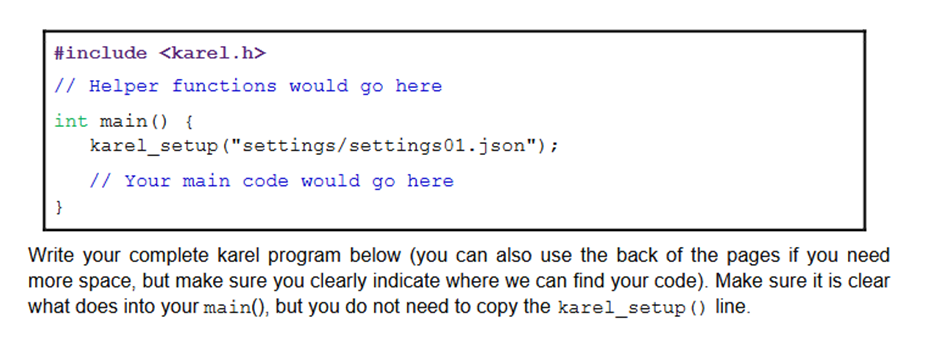 #include <karel.h>
// Helper functions would go here
int main() {
karel_setup("settings/settings01.json");
// Your main code would go here
}
Write your complete karel program below (you can also use the back of the pages if you need
more space, but make sure you clearly indicate where we can find your code). Make sure it is clear
what does into your main(), but you do not need to copy the karel_setup() line.